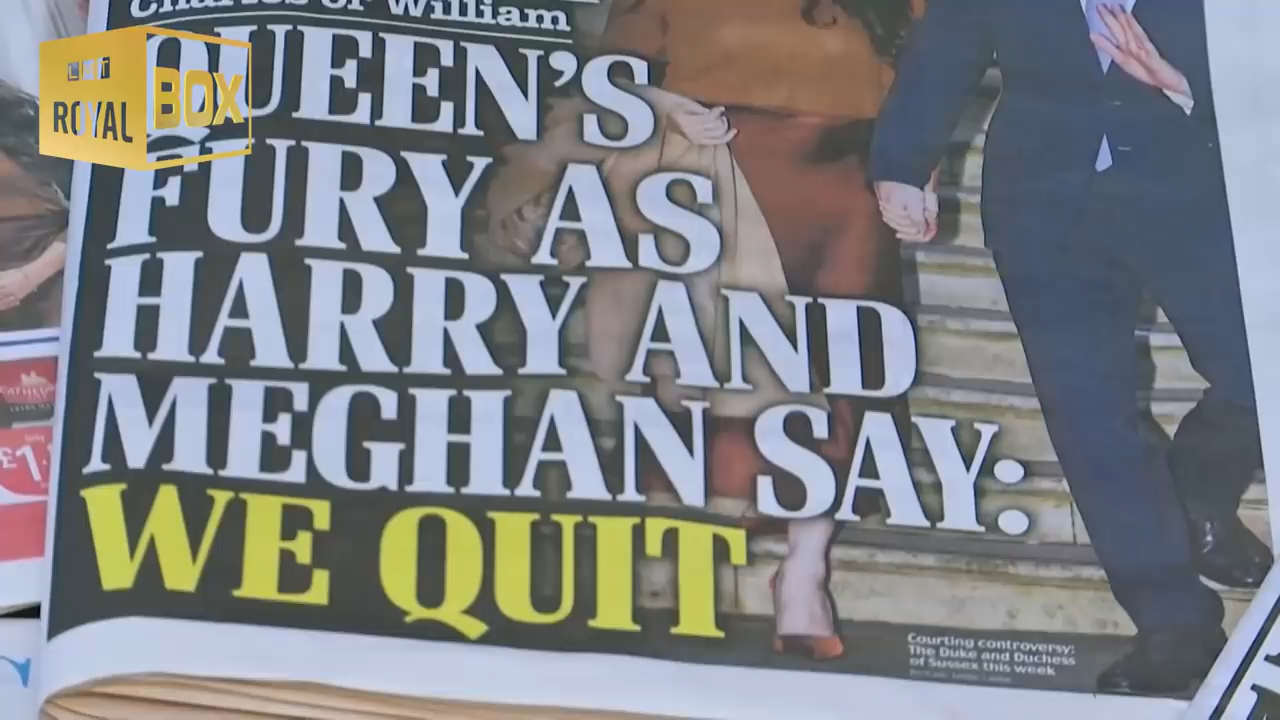 Charles or William
ROYAL
BOX
QUEEN'S
FURY AS
HARRY AND
MEGHAN SAY:
WE QUIT
Courting controversy:
The Duke and Duchess
of Sussex this week
£1